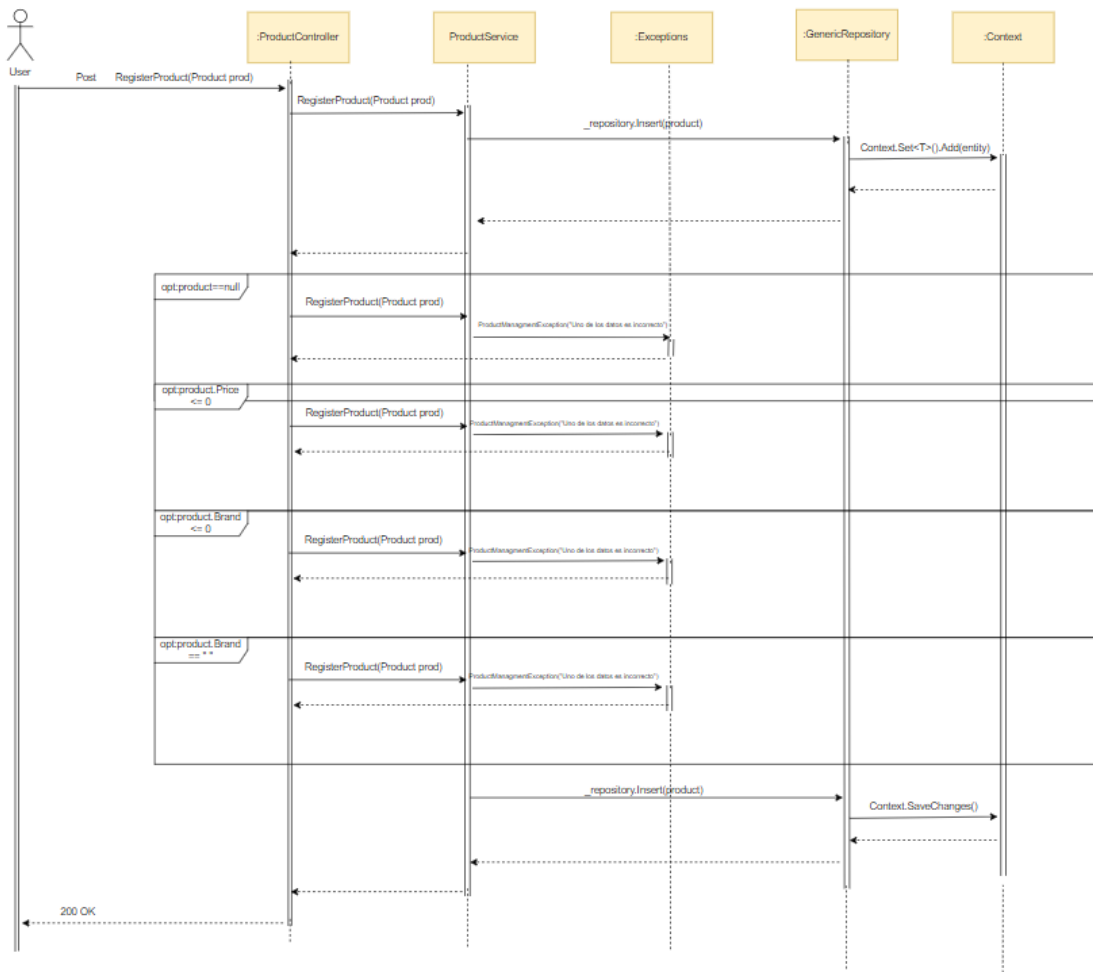 :ProductController
ProductService
:Exceptions
:GenericRepository
:Context
User
Post RegisterProduct(Product prod)
RegisterProduct(Product prod)
_repository.Insert(product)
Context.Set<T>().Add(entity)
opt:product==null
RegisterProduct(Product prod)
ProductManagmentException("Uno de los datos es incorrecto")
opt:product.Price
<= 0
RegisterProduct(Product prod)
ProductManagmentException("Uno de los datos es incorrecto")
opt:product.Brand
<= 0
RegisterProduct(Product prod)
ProductManagmentException("Uno de los datos es incorrecto")
opt:product.Brand
== " "
RegisterProduct(Product prod)
ProductManagmentException("Uno de los datos es incorrecto")
_repository.Insert(product)
Context.SaveChanges()
200 OK